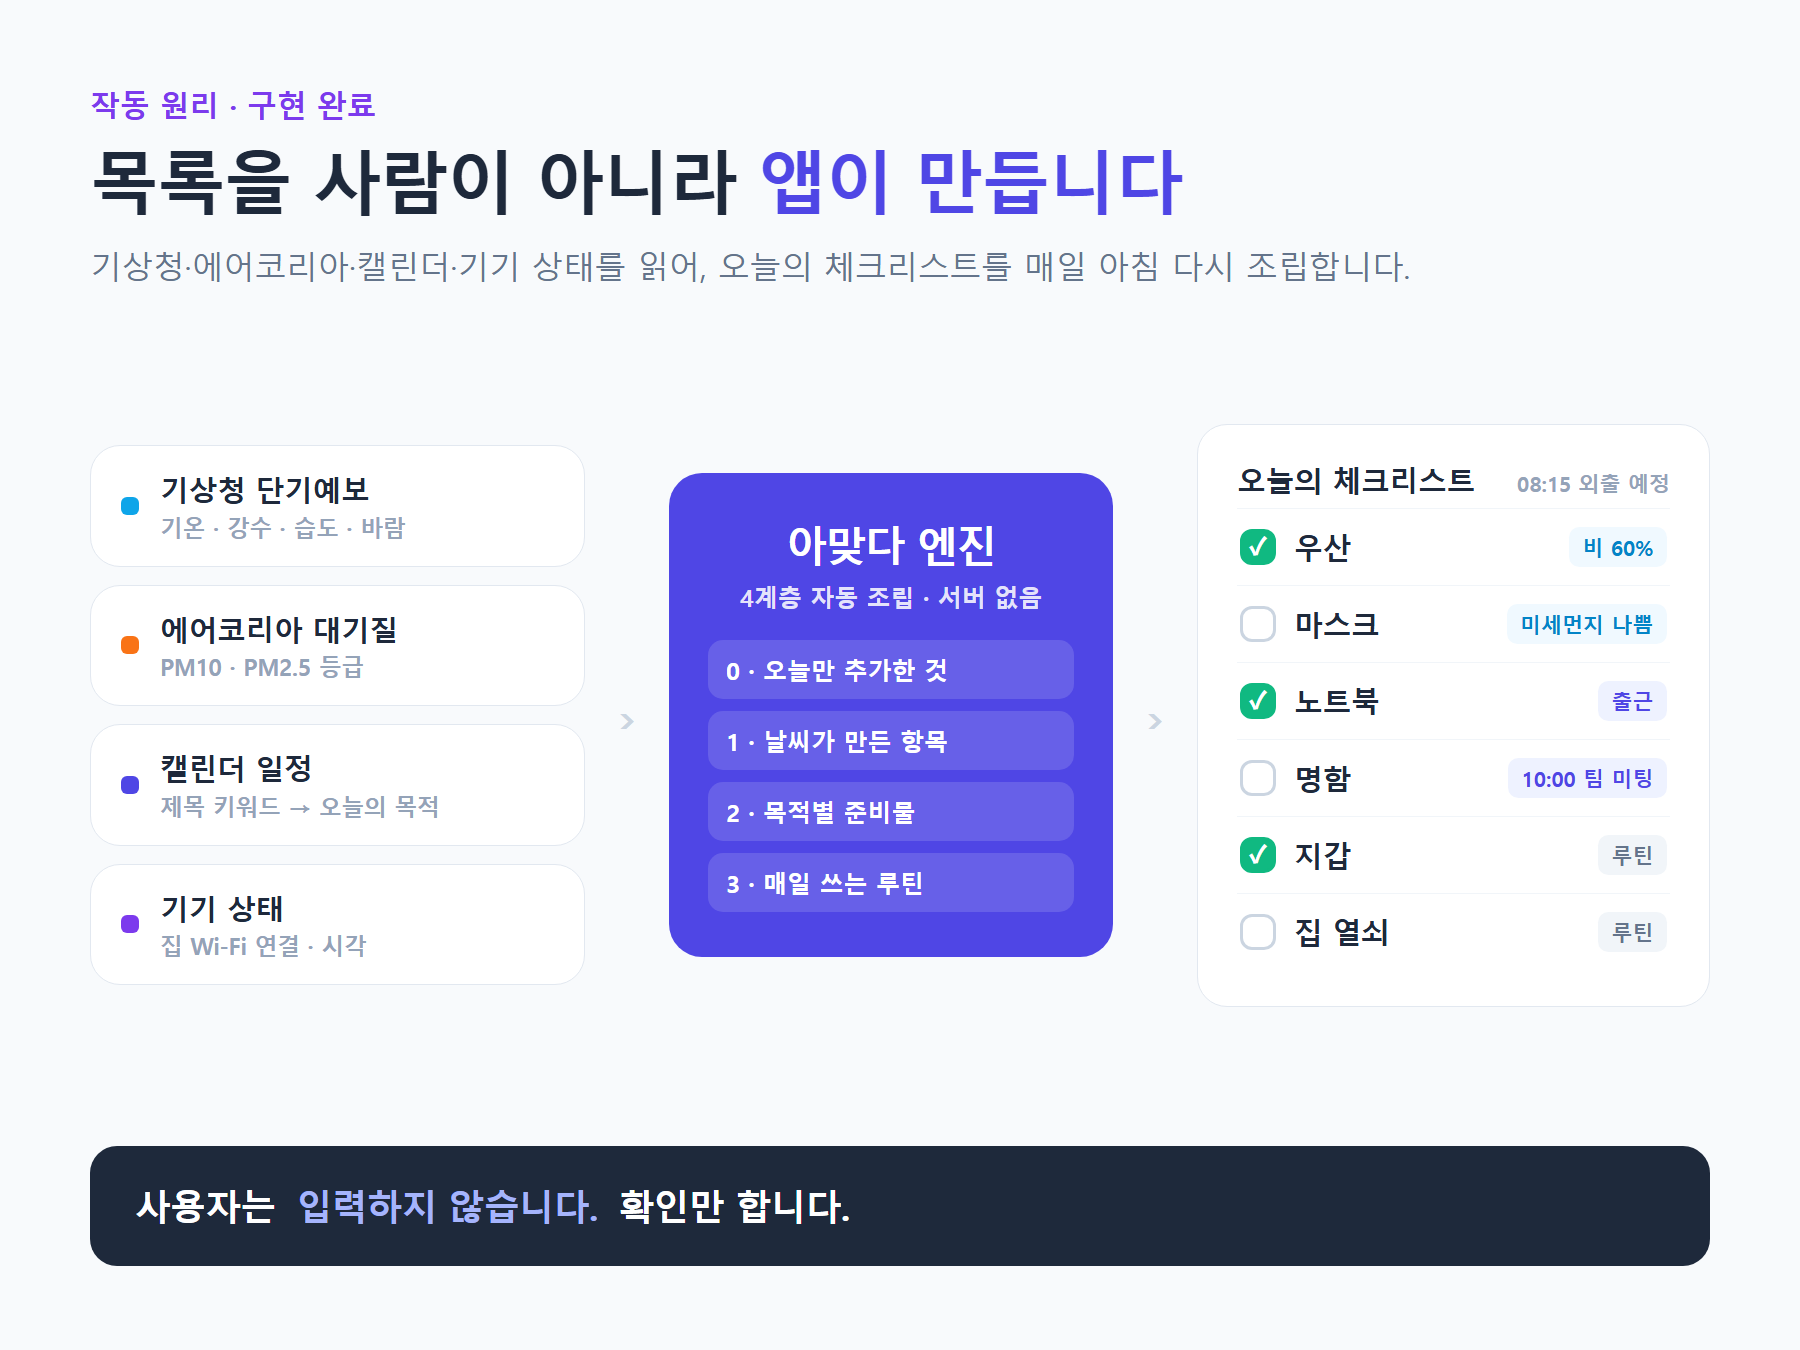 작동 원리 · 구현 완료
목록을 사람이 아니라 앱이 만듭니다
기상청·에어코리아·캘린더·기기 상태를 읽어, 오늘의 체크리스트를 매일 아침 다시 조립합니다.
기상청 단기예보
기온 · 강수 · 습도 · 바람
에어코리아 대기질
PM10 · PM2.5 등급
캘린더 일정
제목 키워드 → 오늘의 목적
기기 상태
집 Wi-Fi 연결 · 시각
아맞다 엔진
4계층 자동 조립 · 서버 없음
0 · 오늘만 추가한 것
1 · 날씨가 만든 항목
2 · 목적별 준비물
3 · 매일 쓰는 루틴
오늘의 체크리스트 08:15 외출 예정
우산 비 60%
마스크 미세먼지 나쁨
노트북 출근
명함 10:00 팀 미팅
지갑 루틴
집 열쇠 루틴
사용자는 입력하지 않습니다. 확인만 합니다.